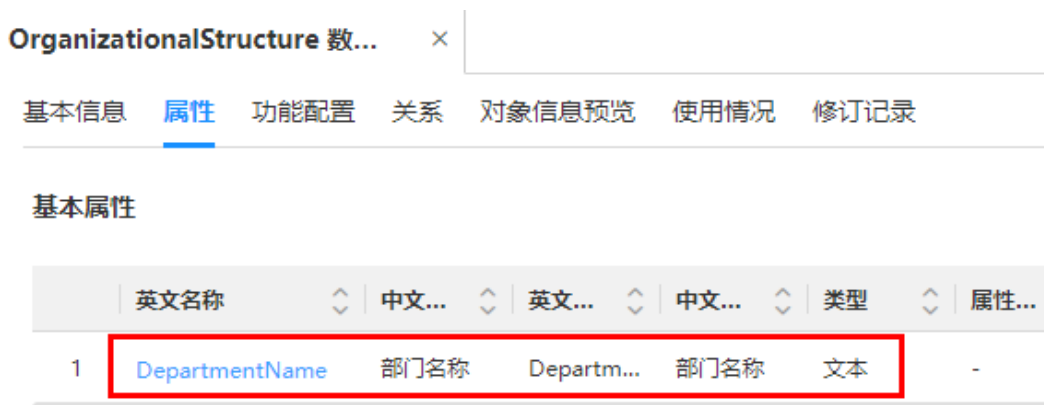 OrganizationalStructure 数... ×
基本信息 属性 功能配置 关系 对象信息预览 使用情况 修订记录
基本属性
英文名称 中文... 英文... 中文... 类型 属性...
1 DepartmentName 部门名称 Departm... 部门名称 文本 -